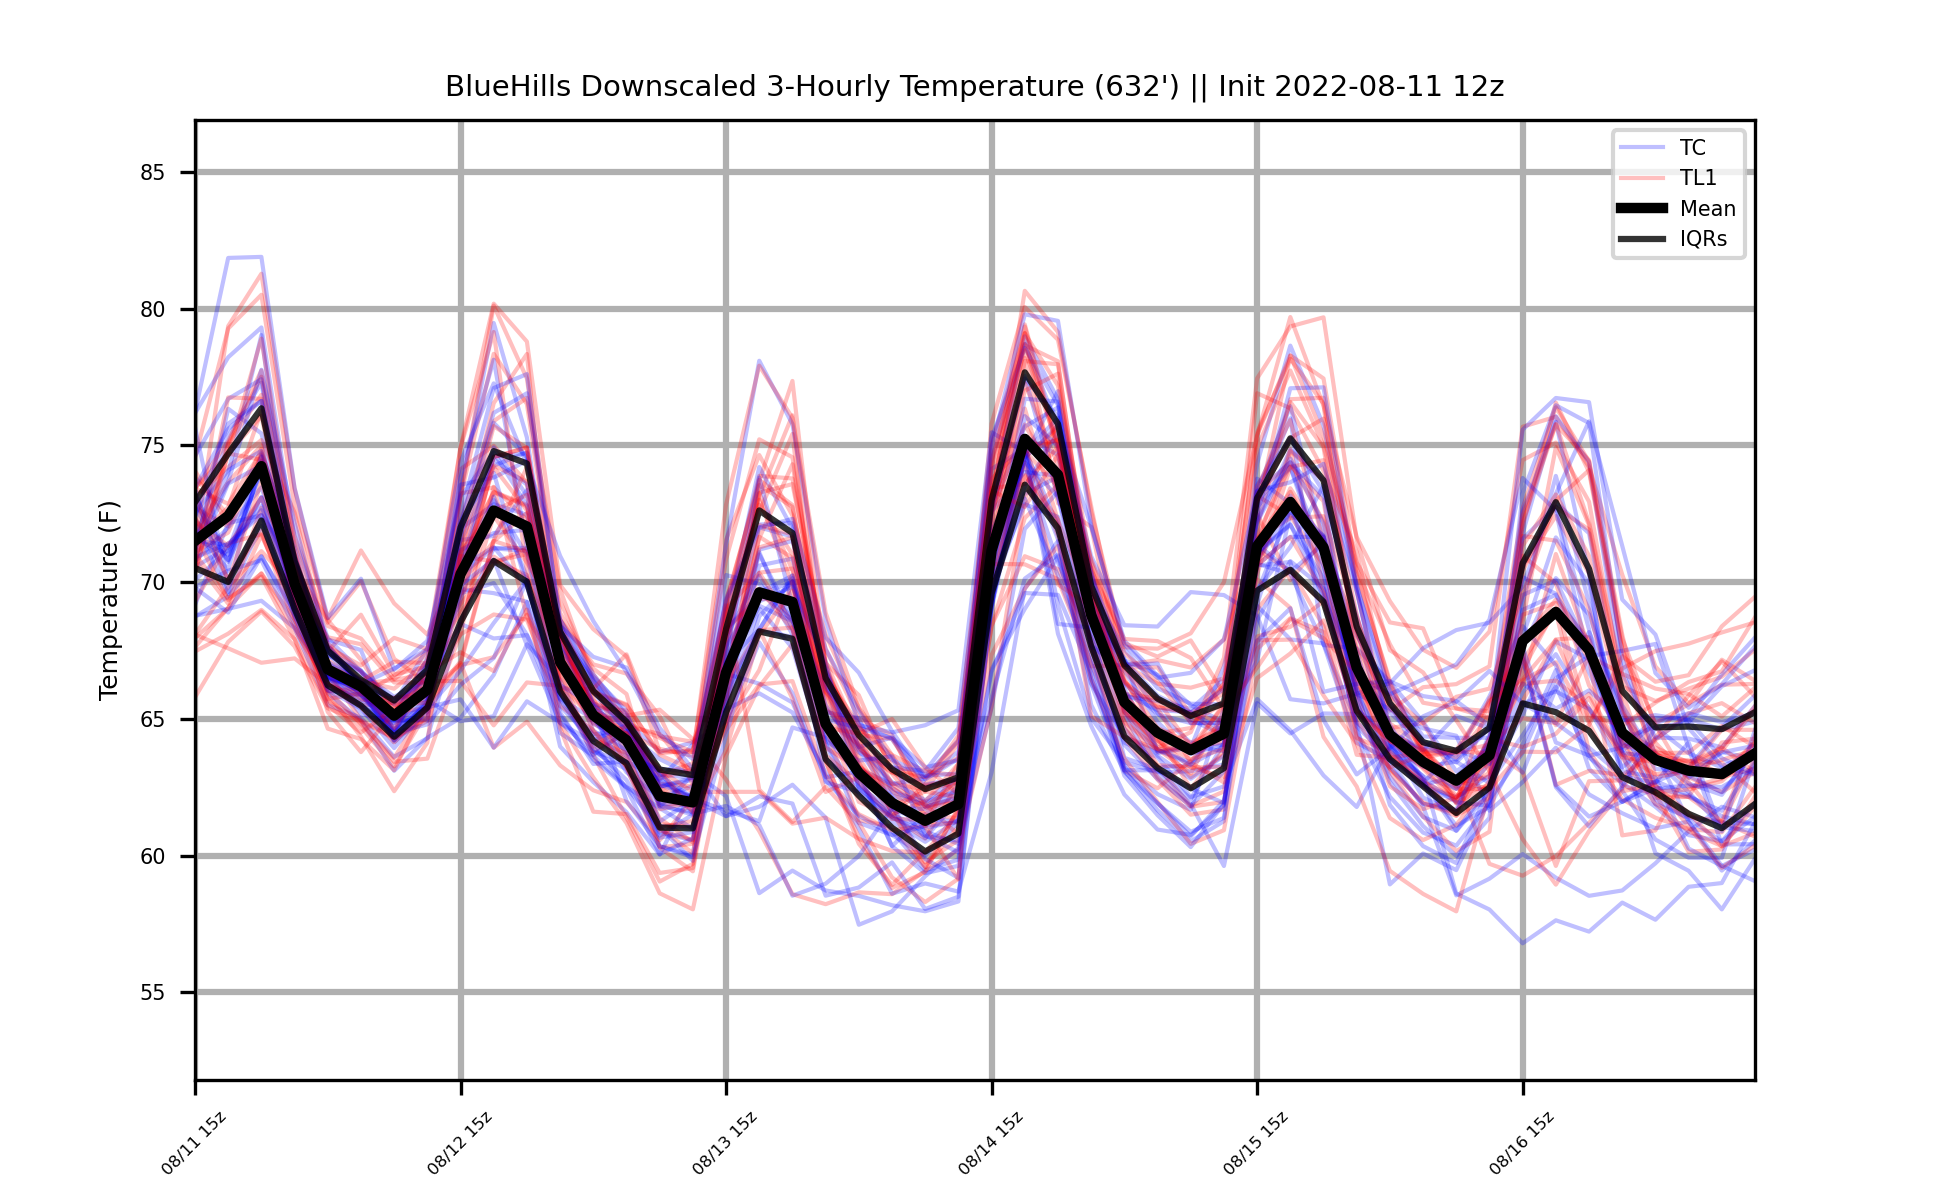 BlueHills Downscaled 3-Hourly Temperature (632') || Init 2022-08-11 12z
TC
TL1
Mean
IQRs
Temperature (F)
85
80
75
70
65
60
55
08/11 15z
08/12 15z
08/13 15z
08/14 15z
08/15 15z
08/16 15z